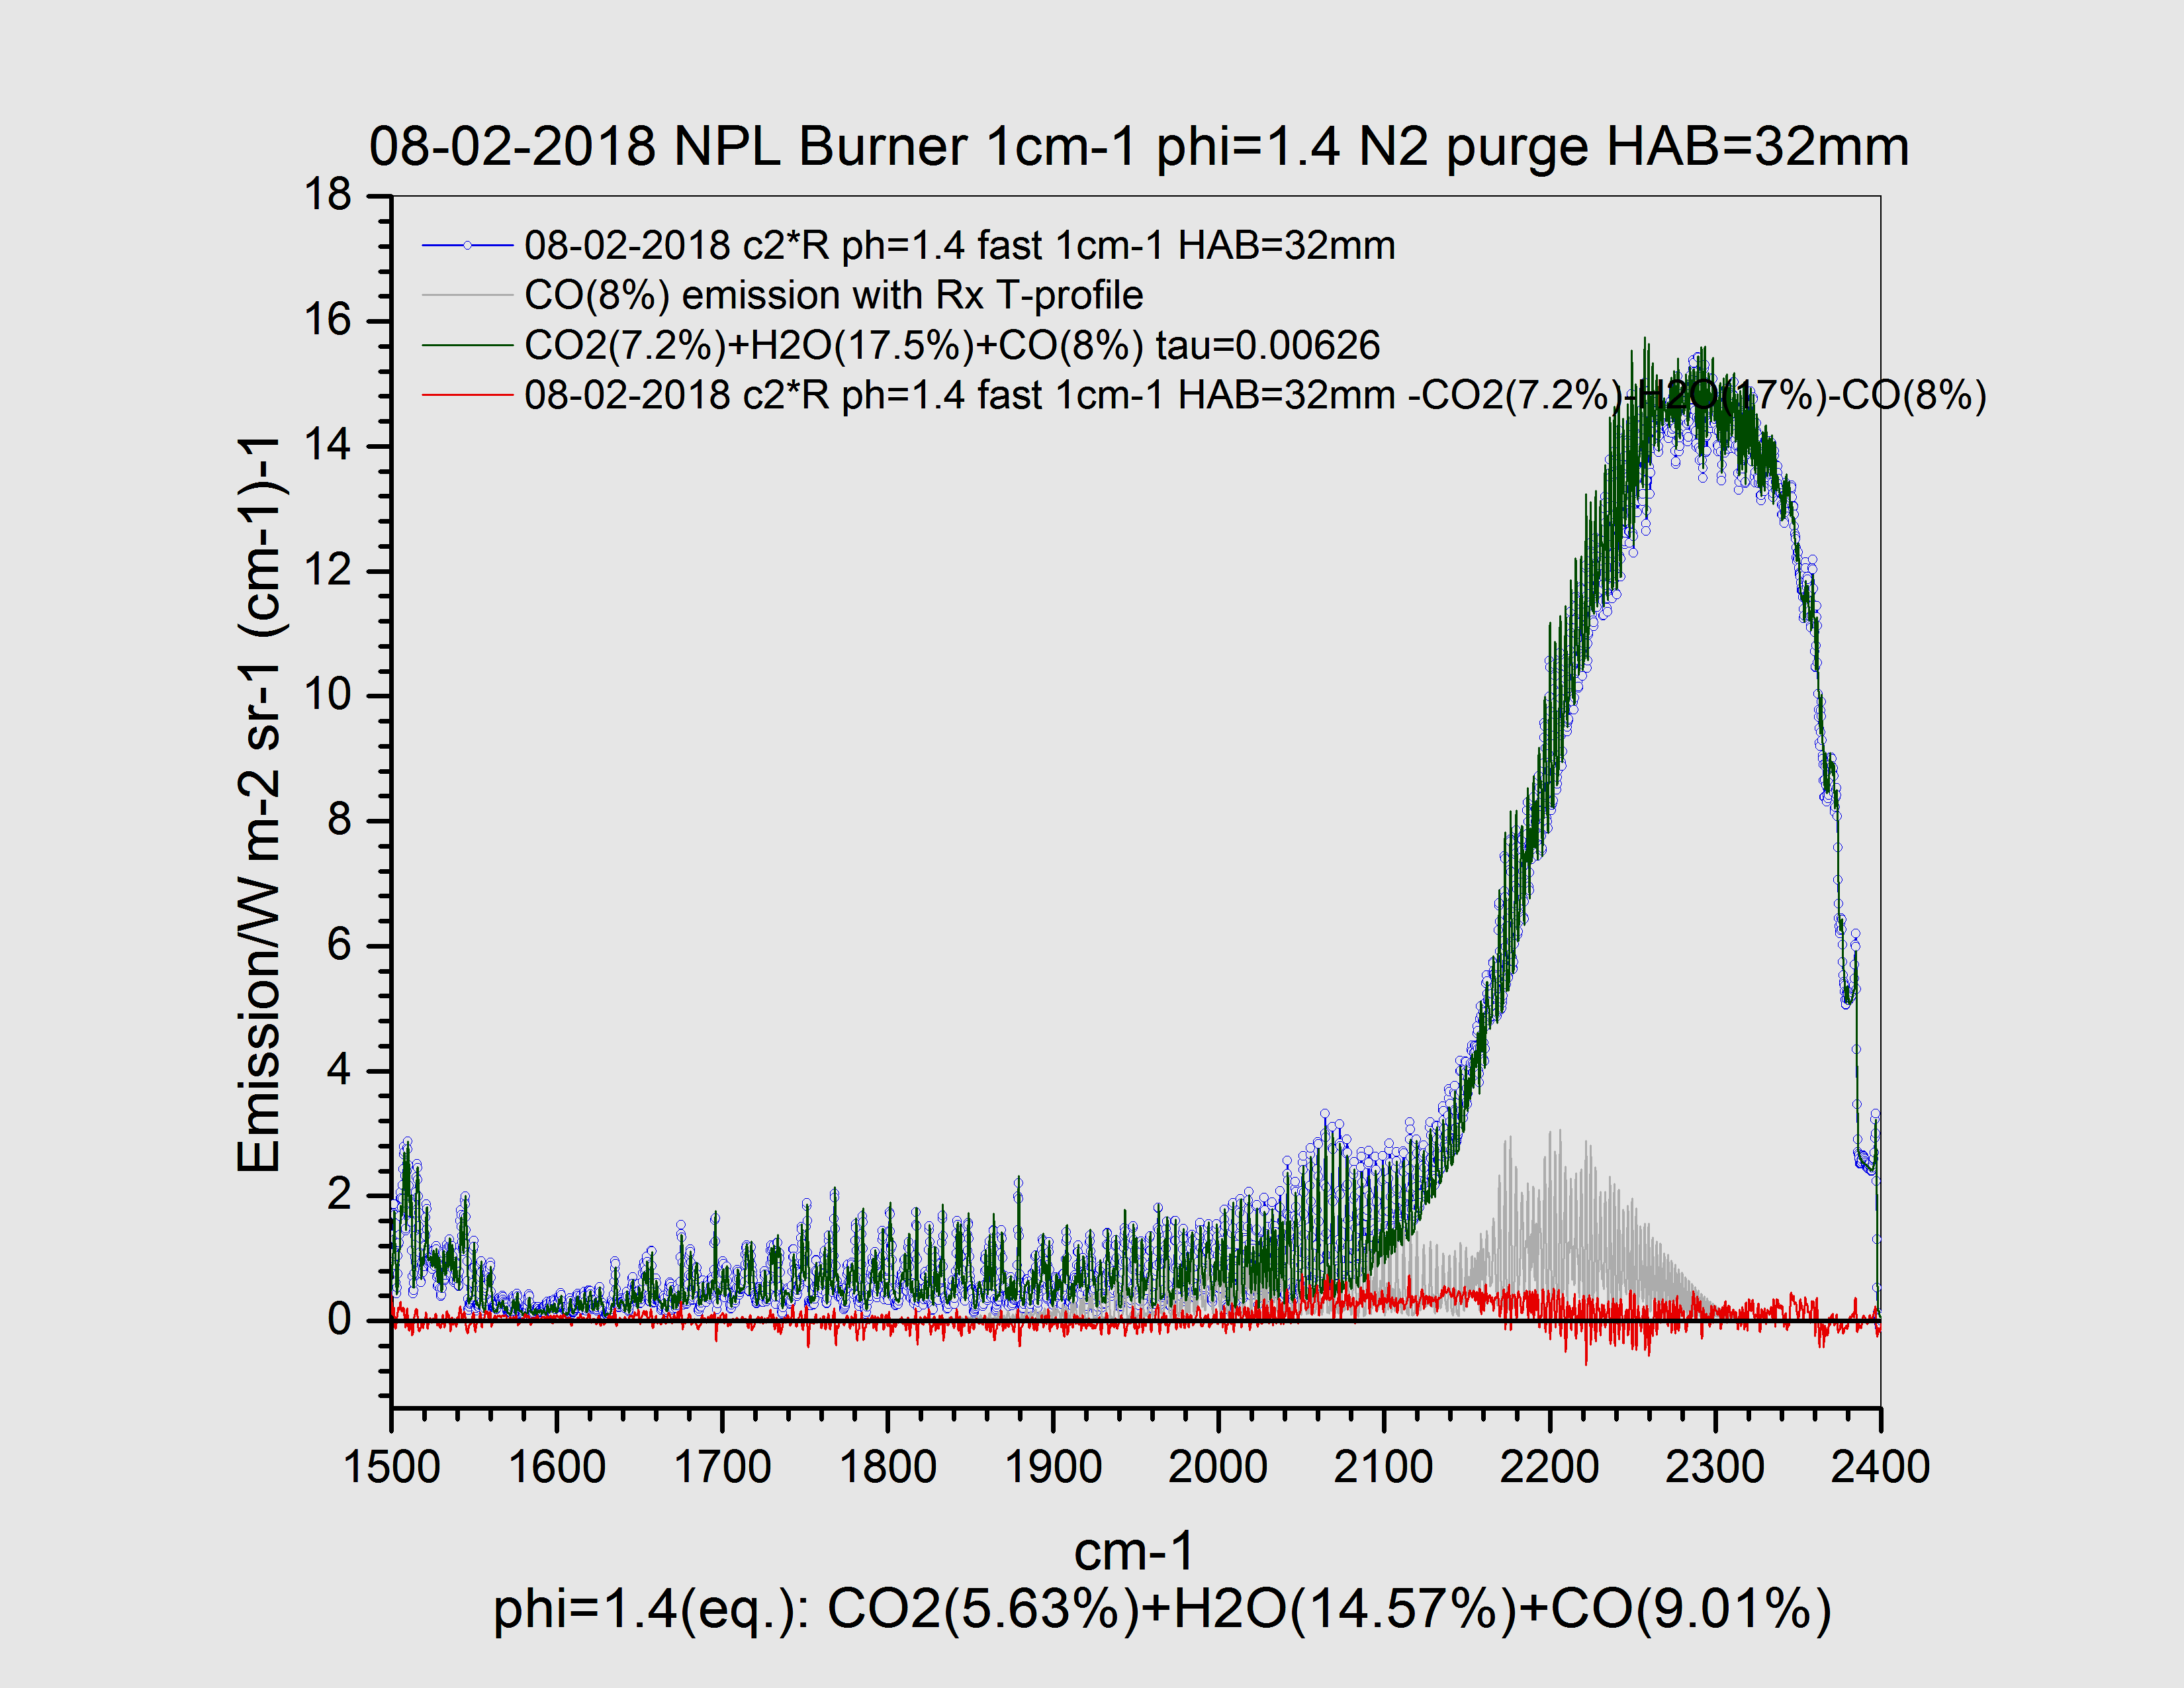 08-02-2018 NPL Burner 1cm-1 phi=1.4 N2 purge HAB=32mm
08-02-2018 c2*R ph=1.4 fast 1cm-1 HAB=32mm
CO(8%) emission with Rx T-profile
CO2(7.2%)+H2O(17.5%)+CO(8%) tau=0.00626
08-02-2018 c2*R ph=1.4 fast 1cm-1 HAB=32mm -CO2(7.2%)-H2O(17%)-CO(8%)
Emission/W m-2 sr-1 (cm-1)-1
18
16
14
12
10
8
6
4
2
0
1500 1600 1700 1800 1900 2000 2100 2200 2300 2400
cm-1
phi=1.4(eq.): CO2(5.63%)+H2O(14.57%)+CO(9.01%)